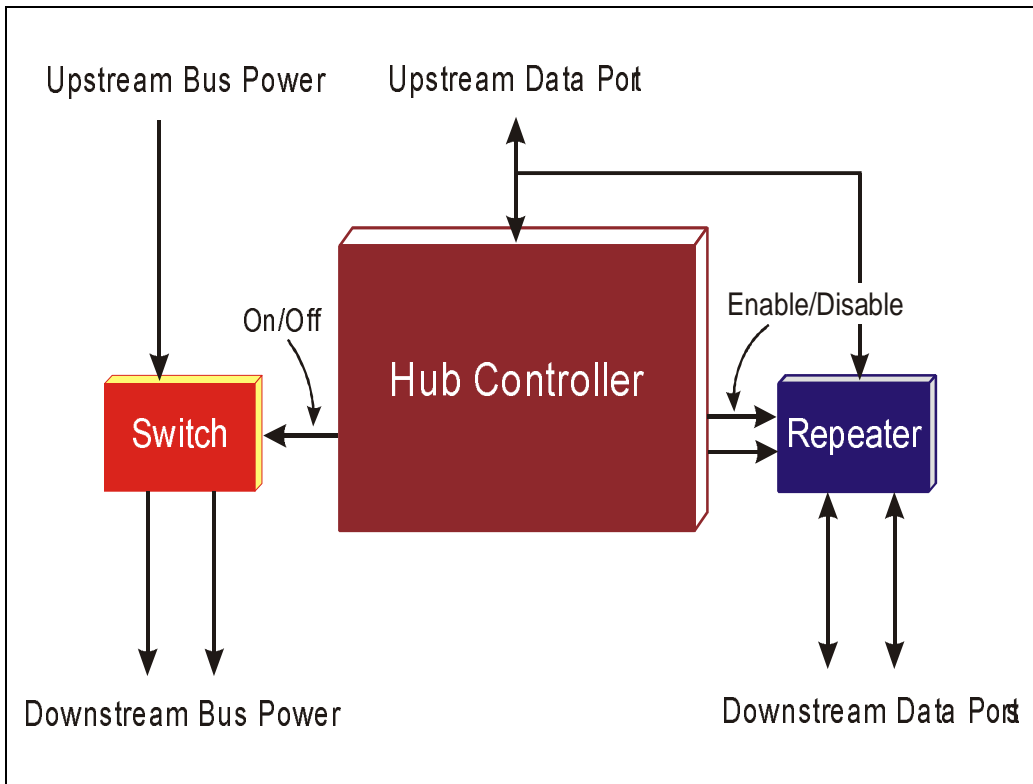 Upstream Bus Power
Upstream Data Port
On/Off
Enable/Disable
Hub Controller
Switch
Repeater
Downstream Bus Power
Downstream Data Ports